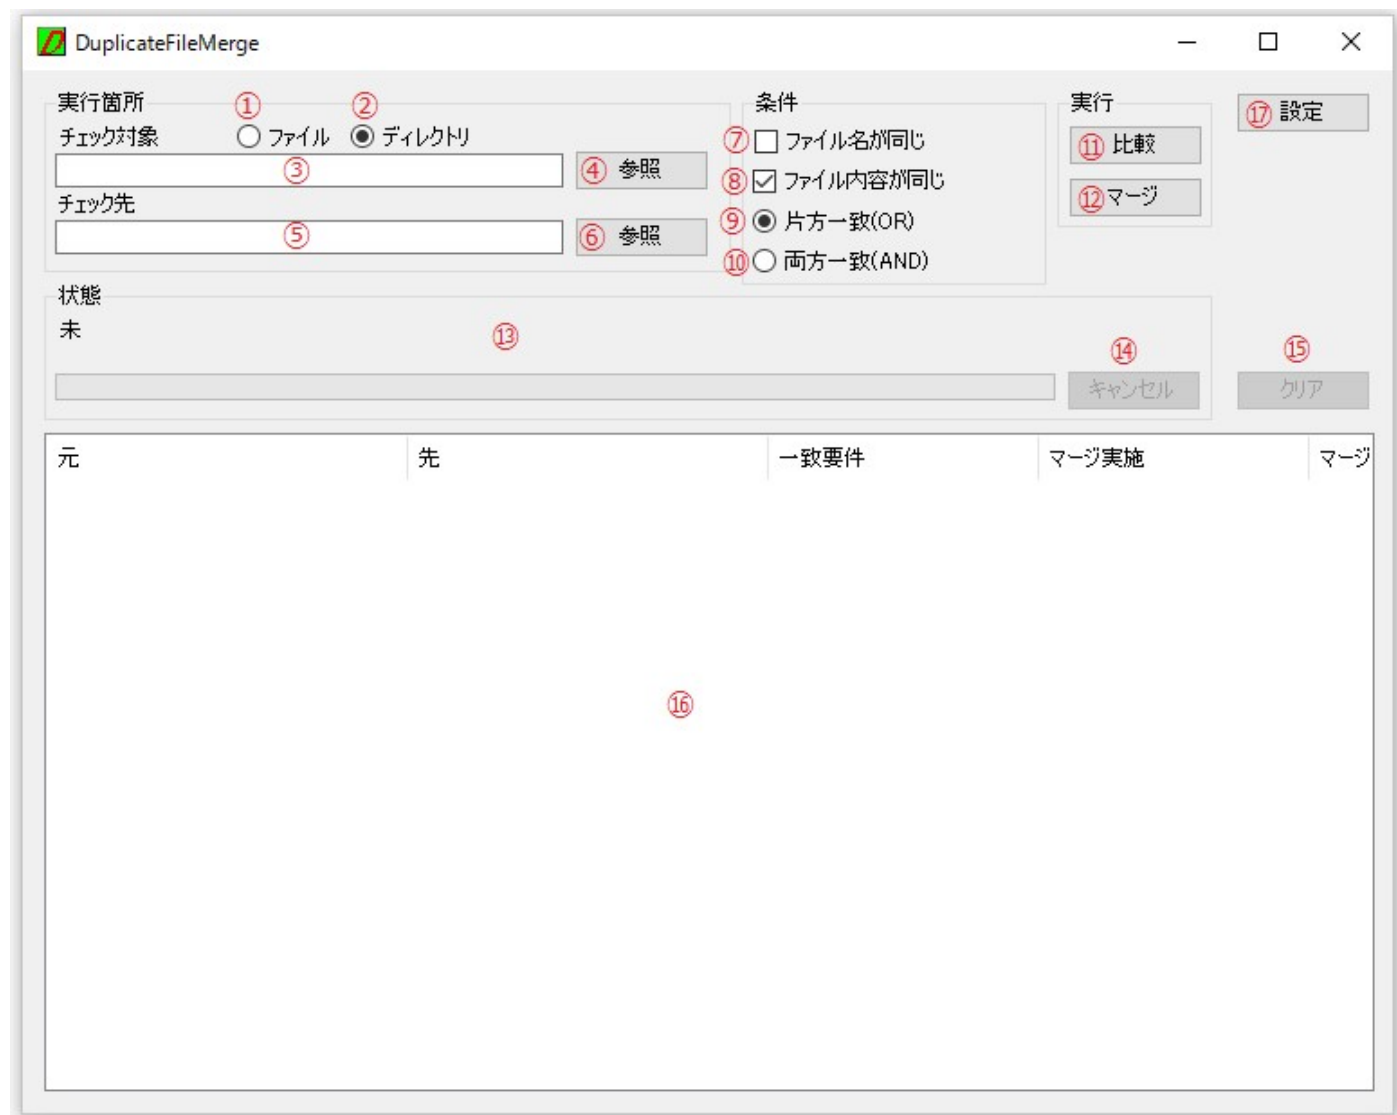 DuplicateFileMerge
実行箇所 ① ②
チェック対象 ファイル ディレクトリ
③ ④ 参照
チェック先
⑤ ⑥ 参照
条件
⑦ ファイル名が同じ
⑧ ファイル内容が同じ
⑨ 片方一致(OR)
⑩ 両方一致(AND)
実行
⑪ 比較
⑫ マージ
⑰ 設定
状態
未
⑬
⑭ ⑮
キャンセル クリア
元 先 一致要件 マージ実施 マージ
⑯